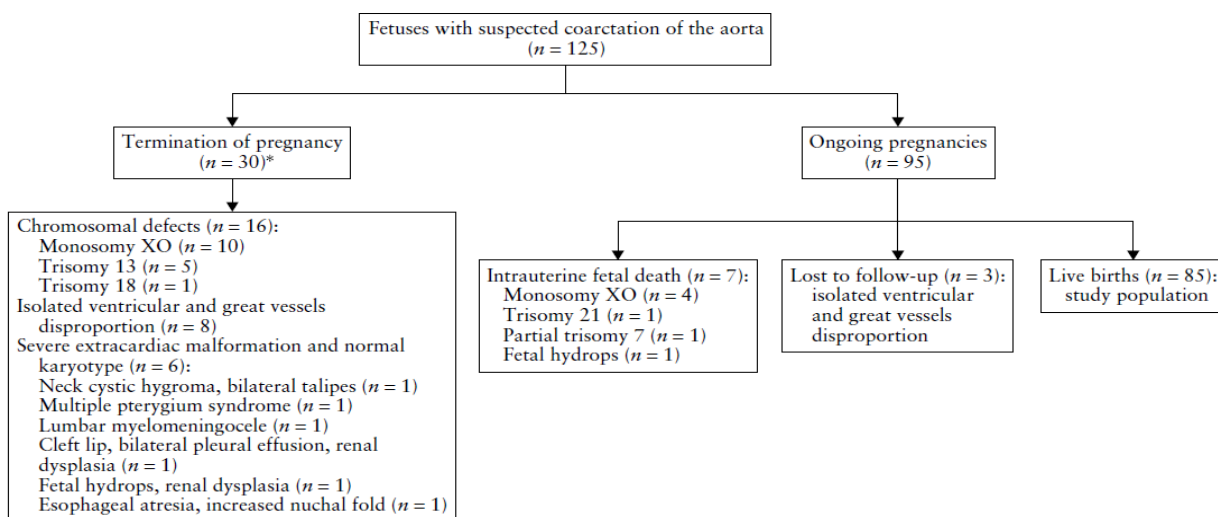 Fetuses with suspected coarctation of the aorta
(n = 125)
Termination of pregnancy
(n = 30)*
Ongoing pregnancies
(n = 95)
Chromosomal defects (n = 16):
Monosomy XO (n = 10)
Trisomy 13 (n = 5)
Trisomy 18 (n = 1)
Isolated ventricular and great vessels
disproportion (n = 8)
Severe extracardiac malformation and normal
karyotype (n = 6):
Neck cystic hygroma, bilateral talipes (n = 1)
Multiple pterygium syndrome (n = 1)
Lumbar myelomeningocele (n = 1)
Cleft lip, bilateral pleural effusion, renal
dysplasia (n = 1)
Fetal hydrops, renal dysplasia (n = 1)
Esophageal atresia, increased nuchal fold (n = 1)
Intrauterine fetal death (n = 7):
Monosomy XO (n = 4)
Trisomy 21 (n = 1)
Partial trisomy 7 (n = 1)
Fetal hydrops (n = 1)
Lost to follow-up (n = 3):
isolated ventricular
and great vessels
disproportion
Live births (n = 85):
study population